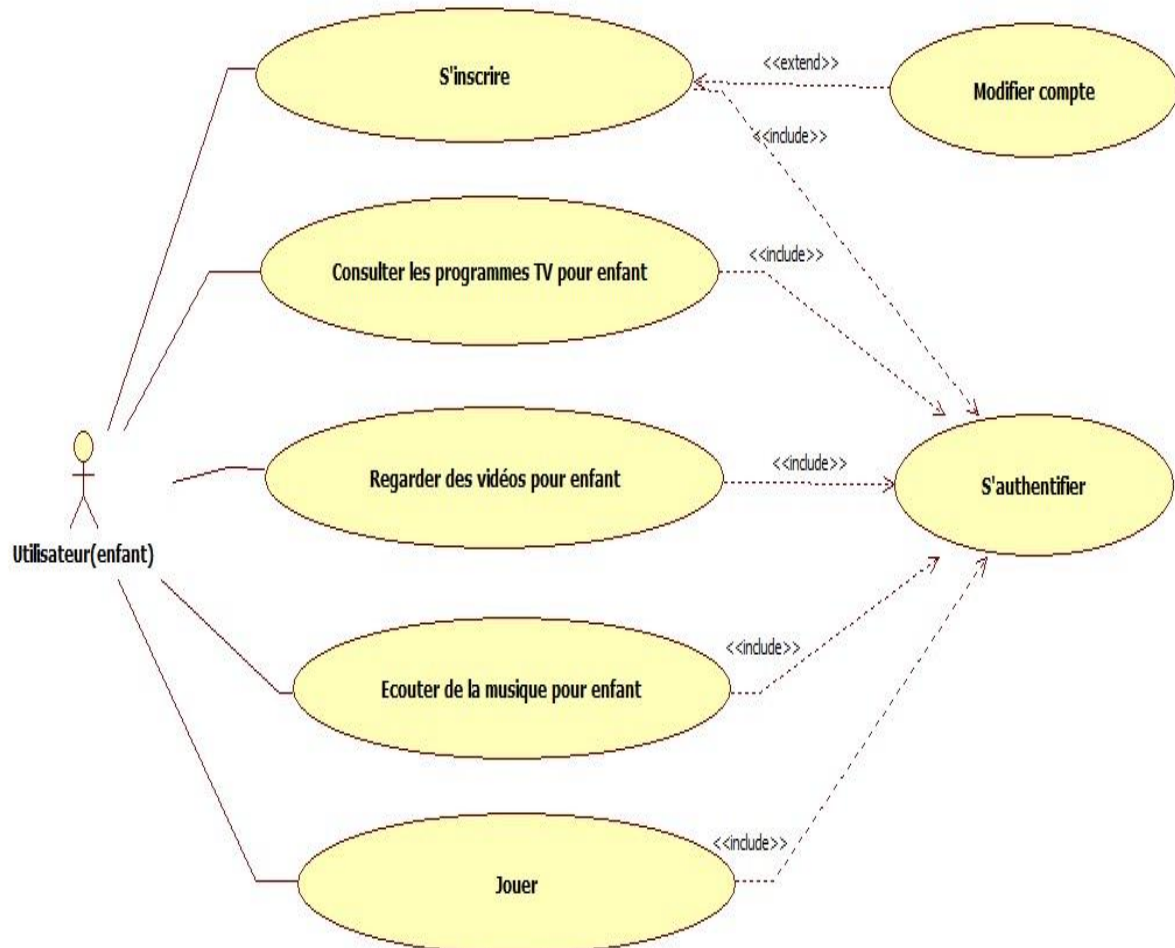 S'inscrire
<<extend>>
Modifier compte
<<include>>
Consulter les programmes TV pour enfant
<<include>>
Regarder des vidéos pour enfant
<<include>>
S'authentifier
Utilisateur(enfant)
Ecouter de la musique pour enfant
<<include>>
Jouer
<<include>>